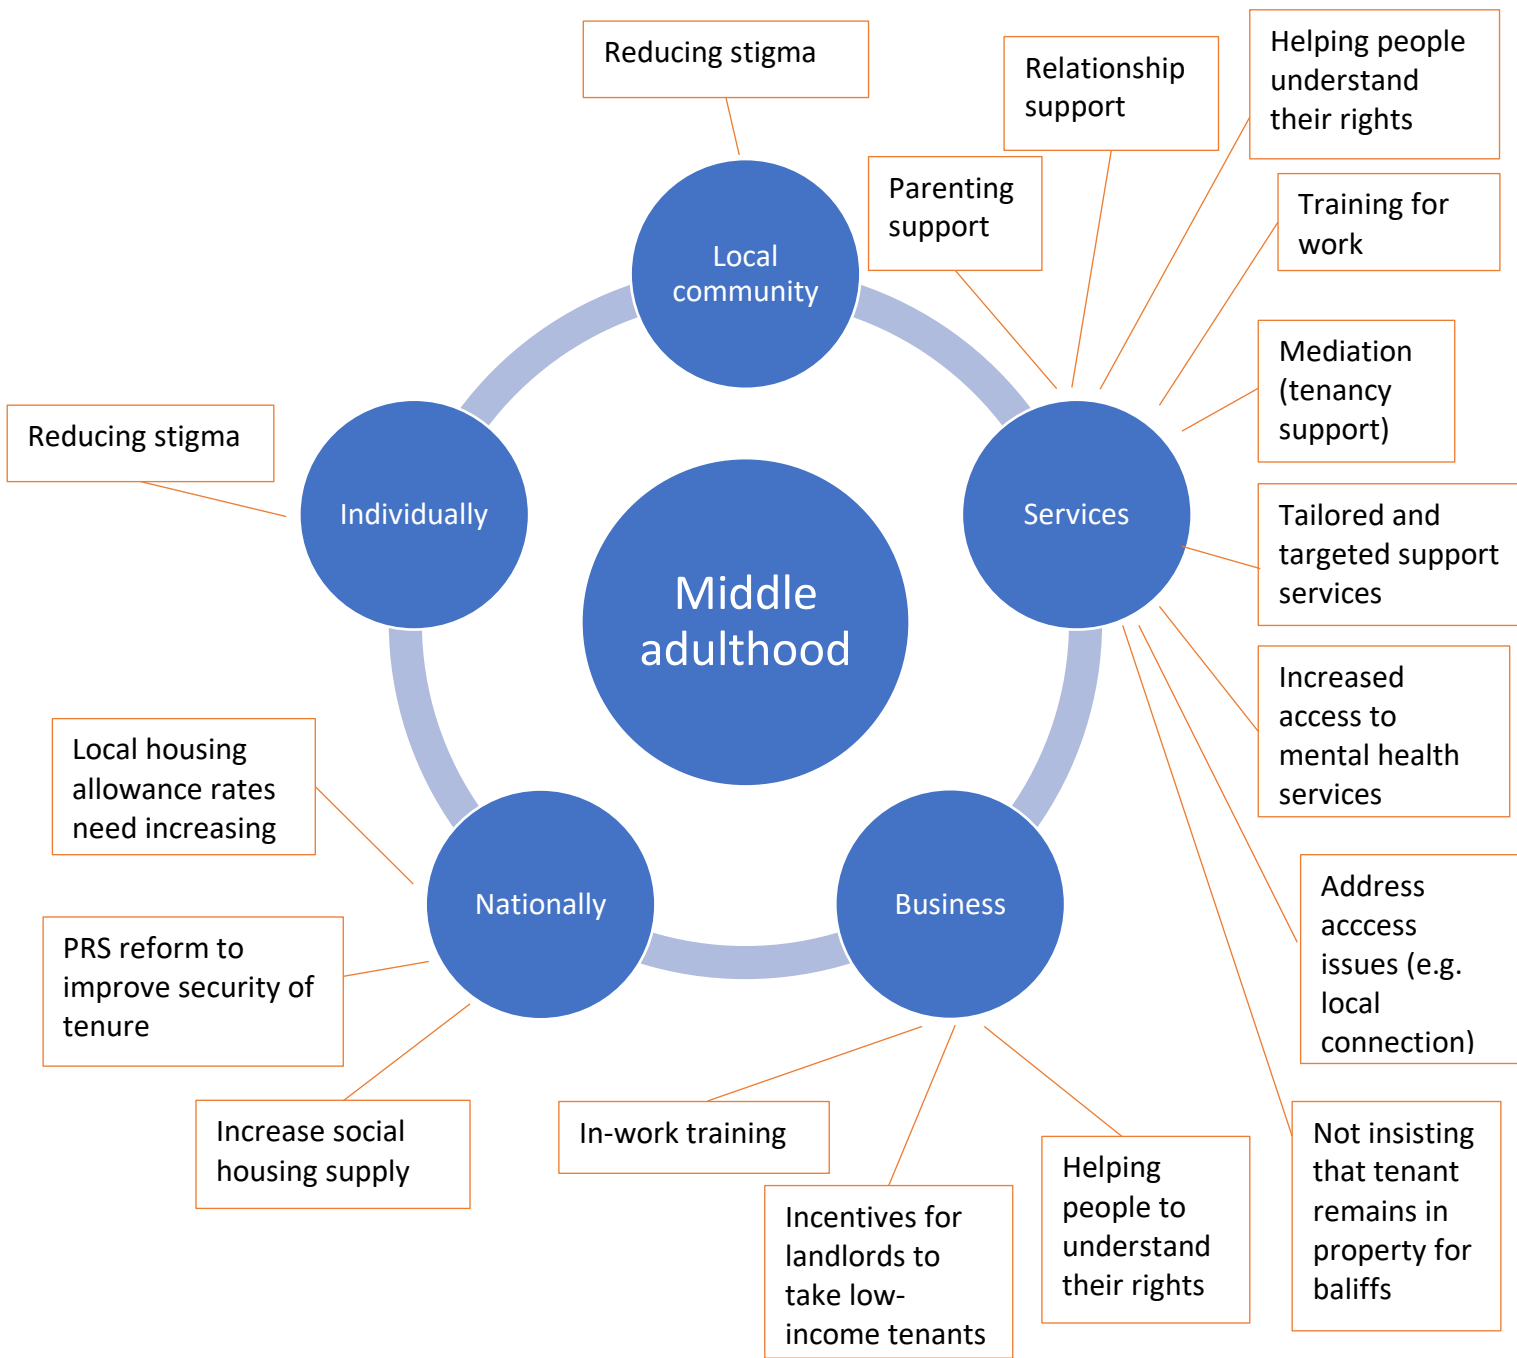 Reducing stigma
Relationship
support
Helping people
understand
their rights
Parenting
support
Training for
work
Local
community
Mediation
(tenancy
support)
Reducing stigma
Individually
Services
Tailored and
targeted support
services
Middle
adulthood
Increased
access to
mental health
services
Local housing
allowance rates
need increasing
Nationally
Business
Address
acccess
issues (e.g.
local
connection)
PRS reform to
improve security of
tenure
Increase social
housing supply
In-work training
Incentives for
landlords to
take low-
income tenants
Helping
people to
understand
their rights
Not insisting
that tenant
remains in
property for
baliffs